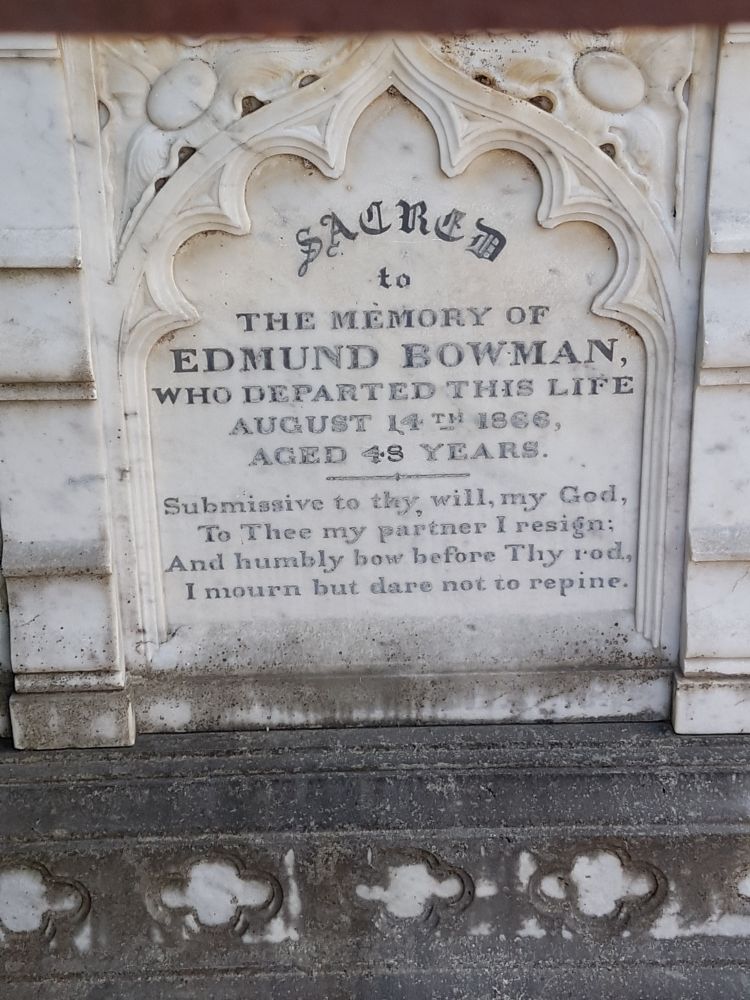 SACRED
to
THE MEMORY OF
EDMUND BOWMAN,
WHO DEPARTED THIS LIFE
AUGUST 14TH 1866,
AGED 48 YEARS.
Submissive to thy, will, my God,
To Thee my partner I resign;
And humbly bow before Thy rod,
I mourn but dare not to repine.